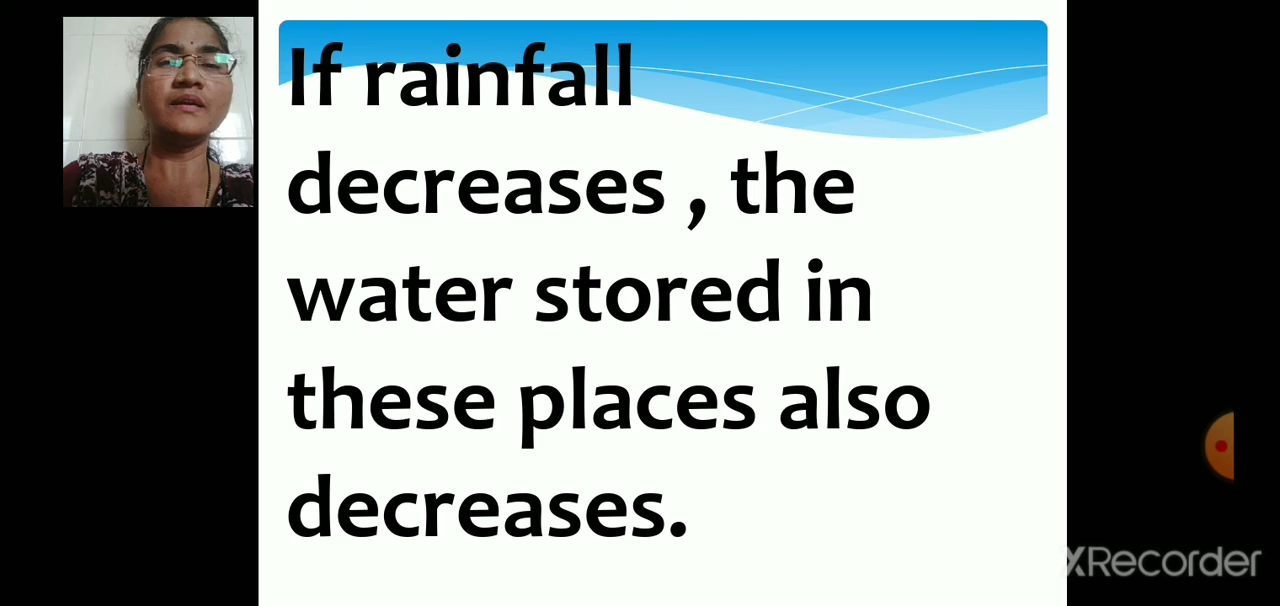 If rainfall
decreases , the
water stored in
these places also
decreases.
XRecorder